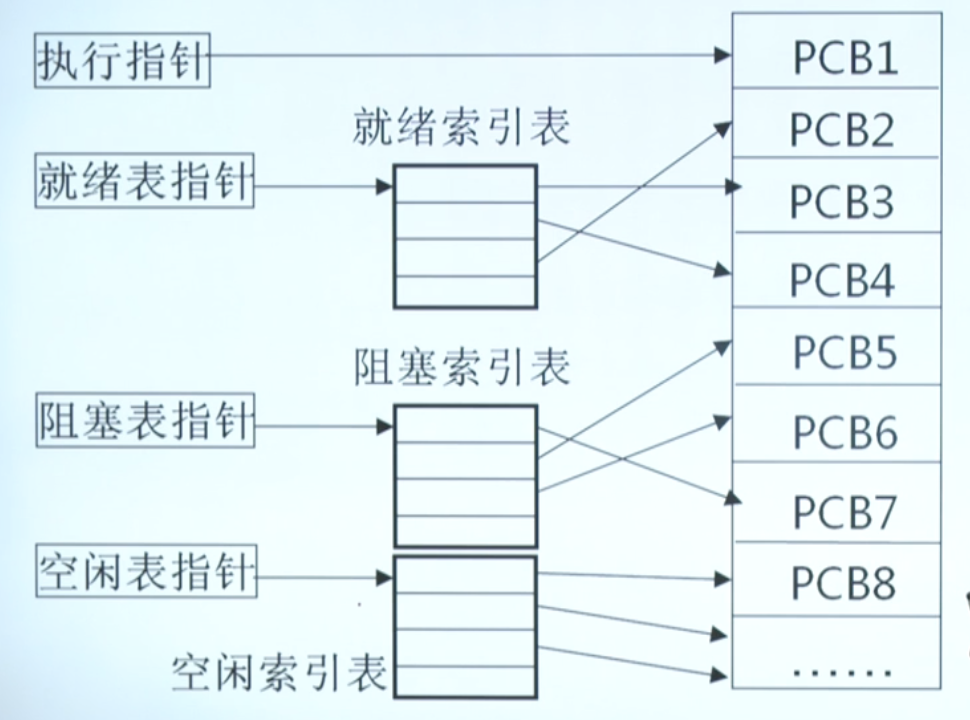 执行指针
就绪索引表
就绪表指针
阻塞索引表
阻塞表指针
空闲表指针
空闲索引表
PCB1
PCB2
PCB3
PCB4
PCB5
PCB6
PCB7
PCB8
……